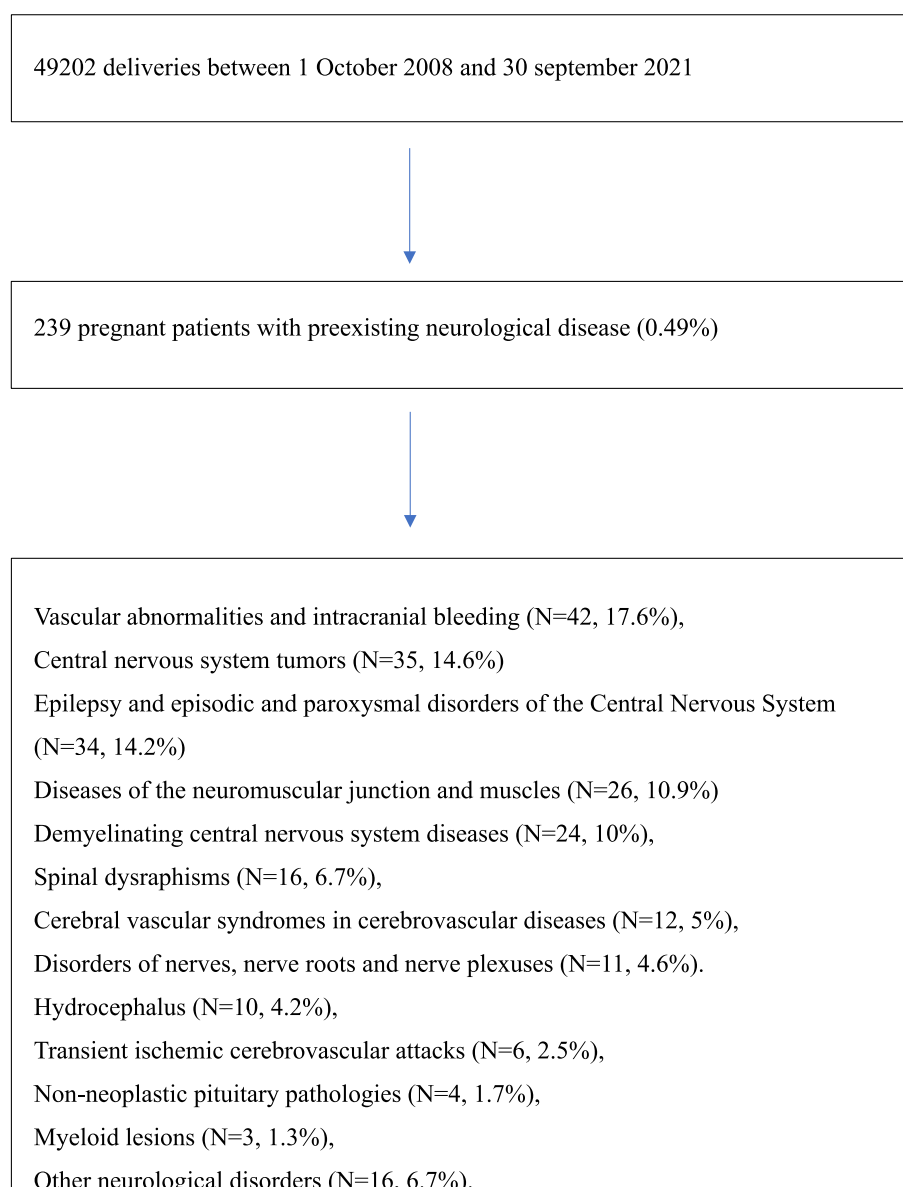 49202 deliveries between 1 October 2008 and 30 september 2021
239 pregnant patients with preexisting neurological disease (0.49%)
Vascular abnormalities and intracranial bleeding (N=42, 17.6%),
Central nervous system tumors (N=35, 14.6%)
Epilepsy and episodic and paroxysmal disorders of the Central Nervous System
(N=34, 14.2%)
Diseases of the neuromuscular junction and muscles (N=26, 10.9%)
Demyelinating central nervous system diseases (N=24, 10%),
Spinal dysraphisms (N=16, 6.7%),
Cerebral vascular syndromes in cerebrovascular diseases (N=12, 5%),
Disorders of nerves, nerve roots and nerve plexuses (N=11, 4.6%).
Hydrocephalus (N=10, 4.2%),
Transient ischemic cerebrovascular attacks (N=6, 2.5%),
Non-neoplastic pituitary pathologies (N=4, 1.7%),
Myeloid lesions (N=3, 1.3%),
Other neurological disorders (N=16, 6.7%).